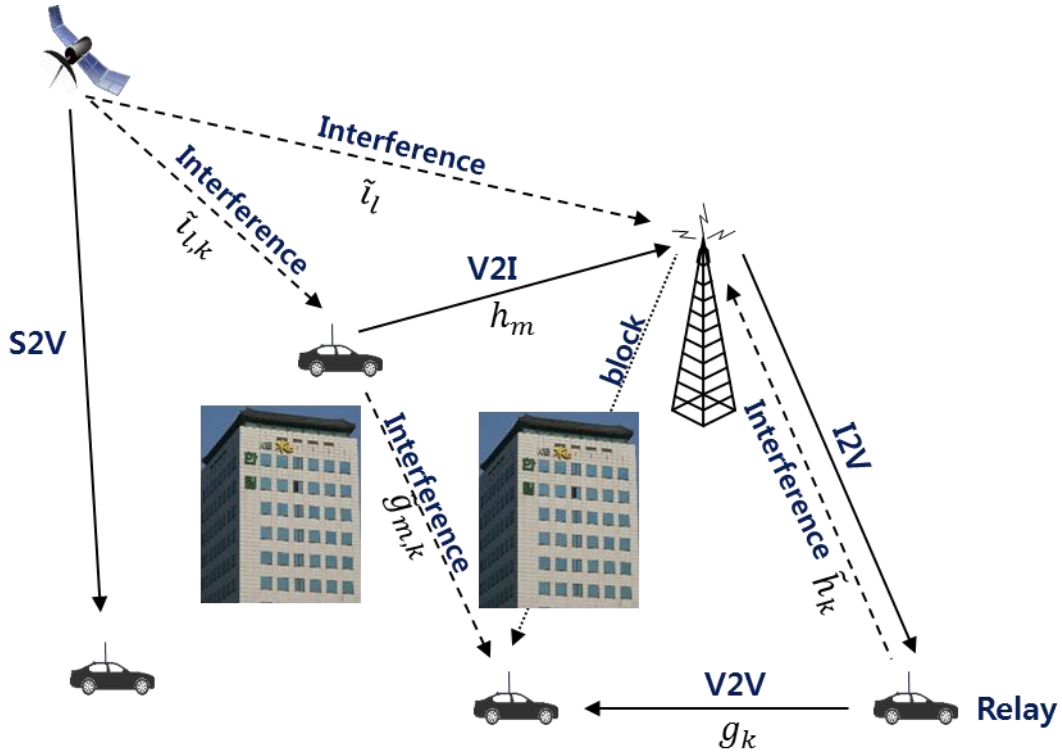 Interference
ĩ_l
Interference
ĩ_{l,k}
V2I
h_m
S2V
block
I2V
Interference
h̃_k
Interference
g̃_{m,k}
V2V
g_k
Relay